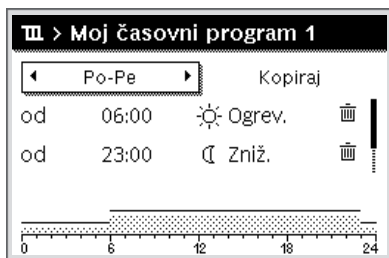 > Moj časovni program 1
Po-Pe Kopiraj
od 06:00 Ogrev.
od 23:00 Zniž.
0 6 12 18 24